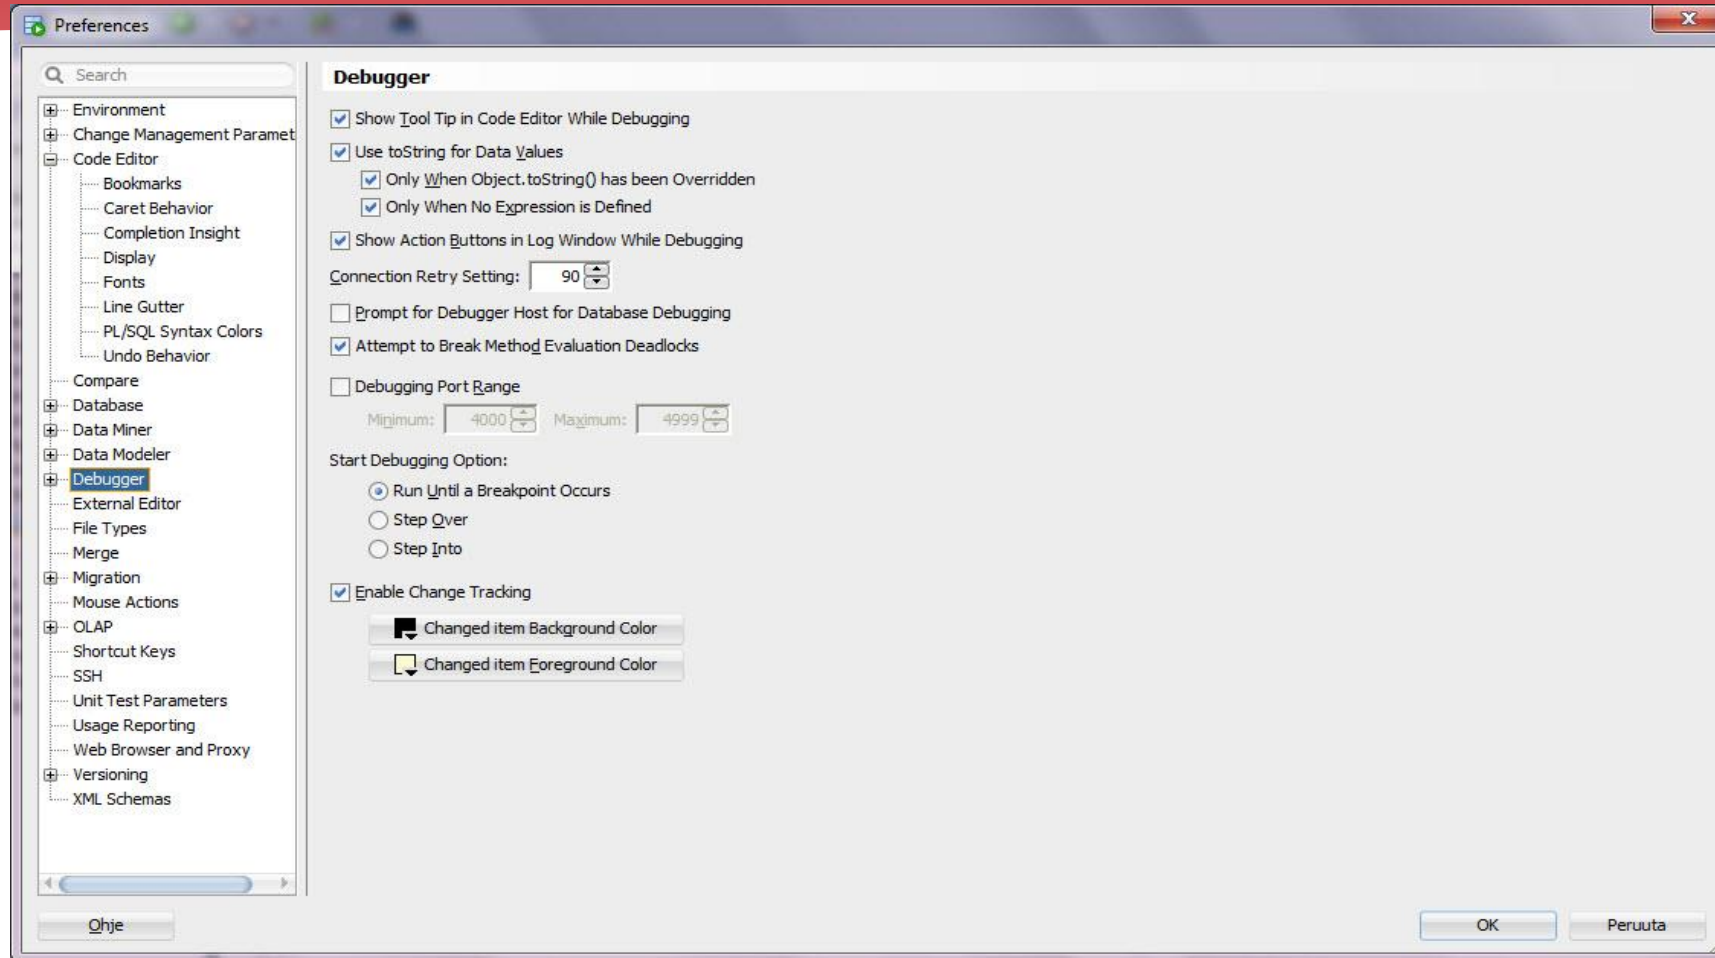 Preferences
Search
Environment
Change Management Paramet
Code Editor
Bookmarks
Caret Behavior
Completion Insight
Display
Fonts
Line Gutter
PL/SQL Syntax Colors
Undo Behavior
Compare
Database
Data Miner
Data Modeler
Debugger
External Editor
File Types
Merge
Migration
Mouse Actions
OLAP
Shortcut Keys
SSH
Unit Test Parameters
Usage Reporting
Web Browser and Proxy
Versioning
XML Schemas
Debugger
Show Tool Tip in Code Editor While Debugging
Use toString for Data Values
Only When Object.toString() has been Overridden
Only When No Expression is Defined
Show Action Buttons in Log Window While Debugging
Connection Retry Setting: 90
Prompt for Debugger Host for Database Debugging
Attempt to Break Method Evaluation Deadlocks
Debugging Port Range
Minimum: 4000 Maximum: 4999
Start Debugging Option:
Run Until a Breakpoint Occurs
Step Over
Step Into
Enable Change Tracking
Changed item Background Color
Changed item Foreground Color
Ohje OK Peruuta